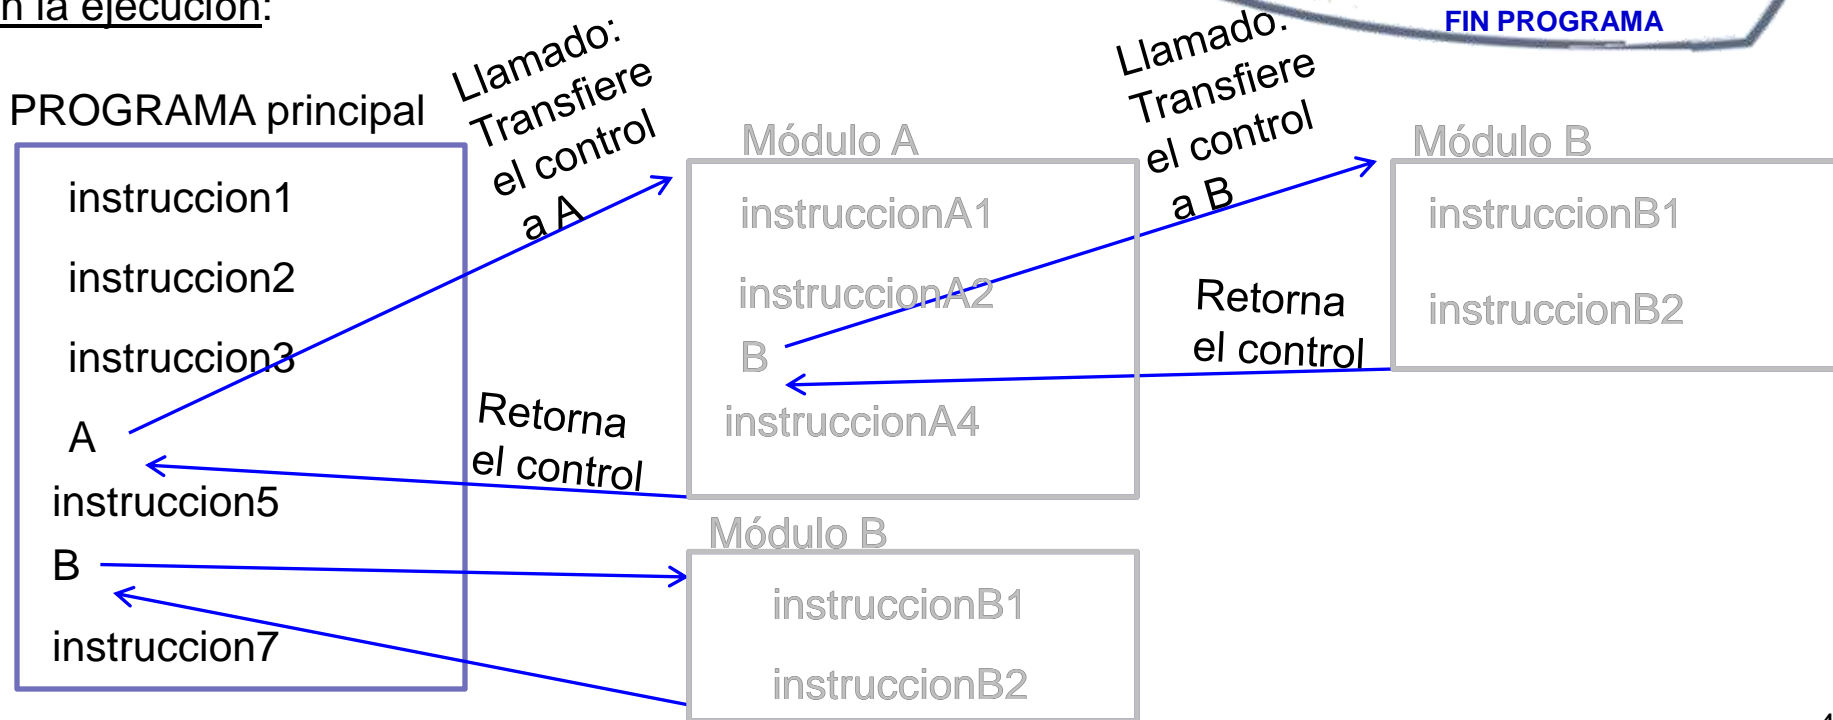 n la ejecución:
FIN PROGRAMA
PROGRAMA principal
instruccion1
instruccion2
instruccion3
A
instruccion5
B
instruccion7
Llamado:
Transfiere
el control
a A
Retorna
el control
Módulo A
instruccionA1
instruccionA2
B
instruccionA4
Llamado:
Transfiere
el control
a B
Retorna
el control
Módulo B
instruccionB1
instruccionB2
Módulo B
instruccionB1
instruccionB2